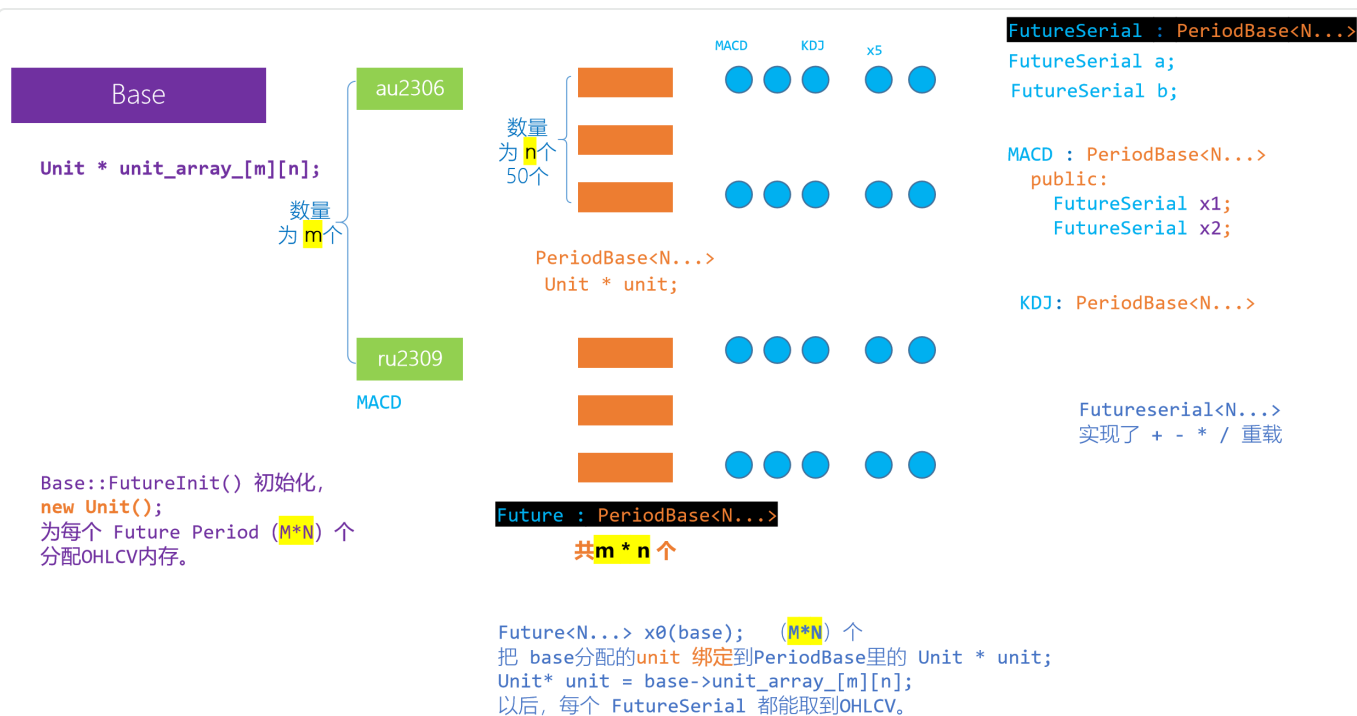 Base
Unit * unit_array_[m][n];
数量
为 m个
au2306
ru2309
MACD
Base::FutureInit() 初始化,
new Unit();
为每个 Future Period (M*N) 个
分配OHLCV内存。
数量
为 n个
50个
MACD KDJ x5
PeriodBase<N...>
Unit * unit;
Future : PeriodBase<N...>
共m * n 个
Future<N...> x0(base); (M*N) 个
把 base分配的unit 绑定到PeriodBase里的 Unit * unit;
Unit* unit = base->unit_array_[m][n];
以后, 每个 FutureSerial 都能取到OHLCV。
FutureSerial : PeriodBase<N...>
FutureSerial a;
FutureSerial b;
MACD : PeriodBase<N...>
public:
FutureSerial x1;
FutureSerial x2;
KDJ: PeriodBase<N...>
Futureserial<N...>
实现了 + - * / 重载